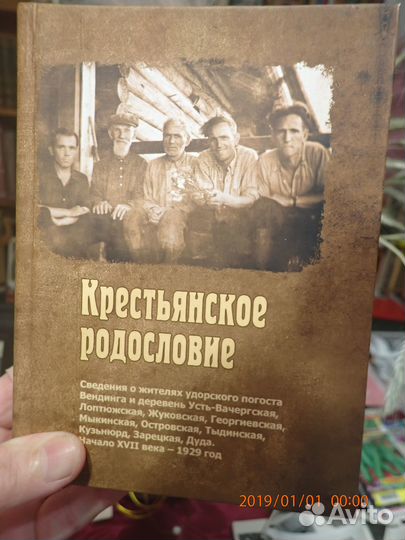 Крестьянское
родословие
Сведения о жителях удорского погоста
Вендинга и деревень Усть-Вачергская,
Лоптюжская, Жуковская, Георгиевская,
Мыкинская, Островская, Тыдинская,
Кузьнюрд, Зарецкая, Дуда.
Начало XVII века – 1929 год
2019/01/01 00:00
Avito